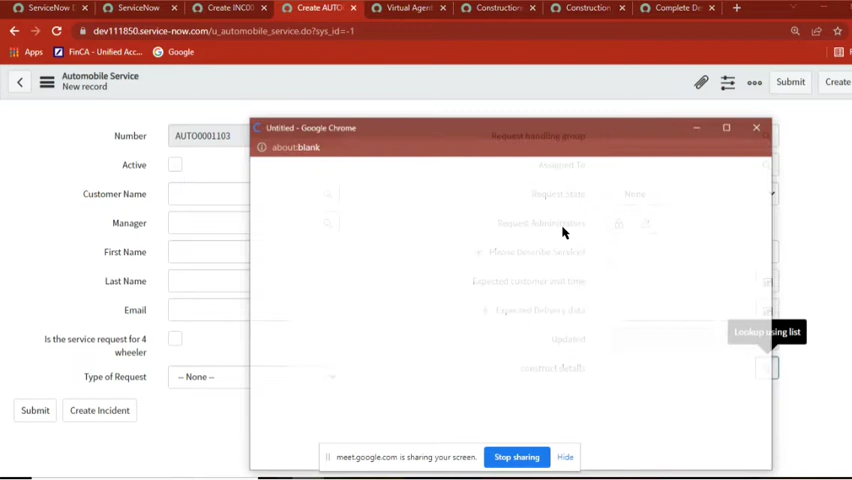 ServiceNow D
ServiceNow
Create INC00
Create AUTO
Virtual Agent
Construction
Construction
Complete De
dev111850.service-now.com/u_automobile_service.do?sys_id=-1
Apps
FinCA - Unified Acc...
Google
Automobile Service
New record
Submit
Create
Number
AUTO0001103
Active
Customer Name
Manager
First Name
Last Name
Email
Is the service request for 4
wheeler
Type of Request
-- None --
Submit
Create Incident
Untitled - Google Chrome
about:blank
Request handling group
Assigned To
Request State
None
Request Administrators
Please Describe Service!
Expected customer visit time
Expected Delivery data
Updated
construct details
Lookup using list
meet.google.com is sharing your screen.
Stop sharing
Hide